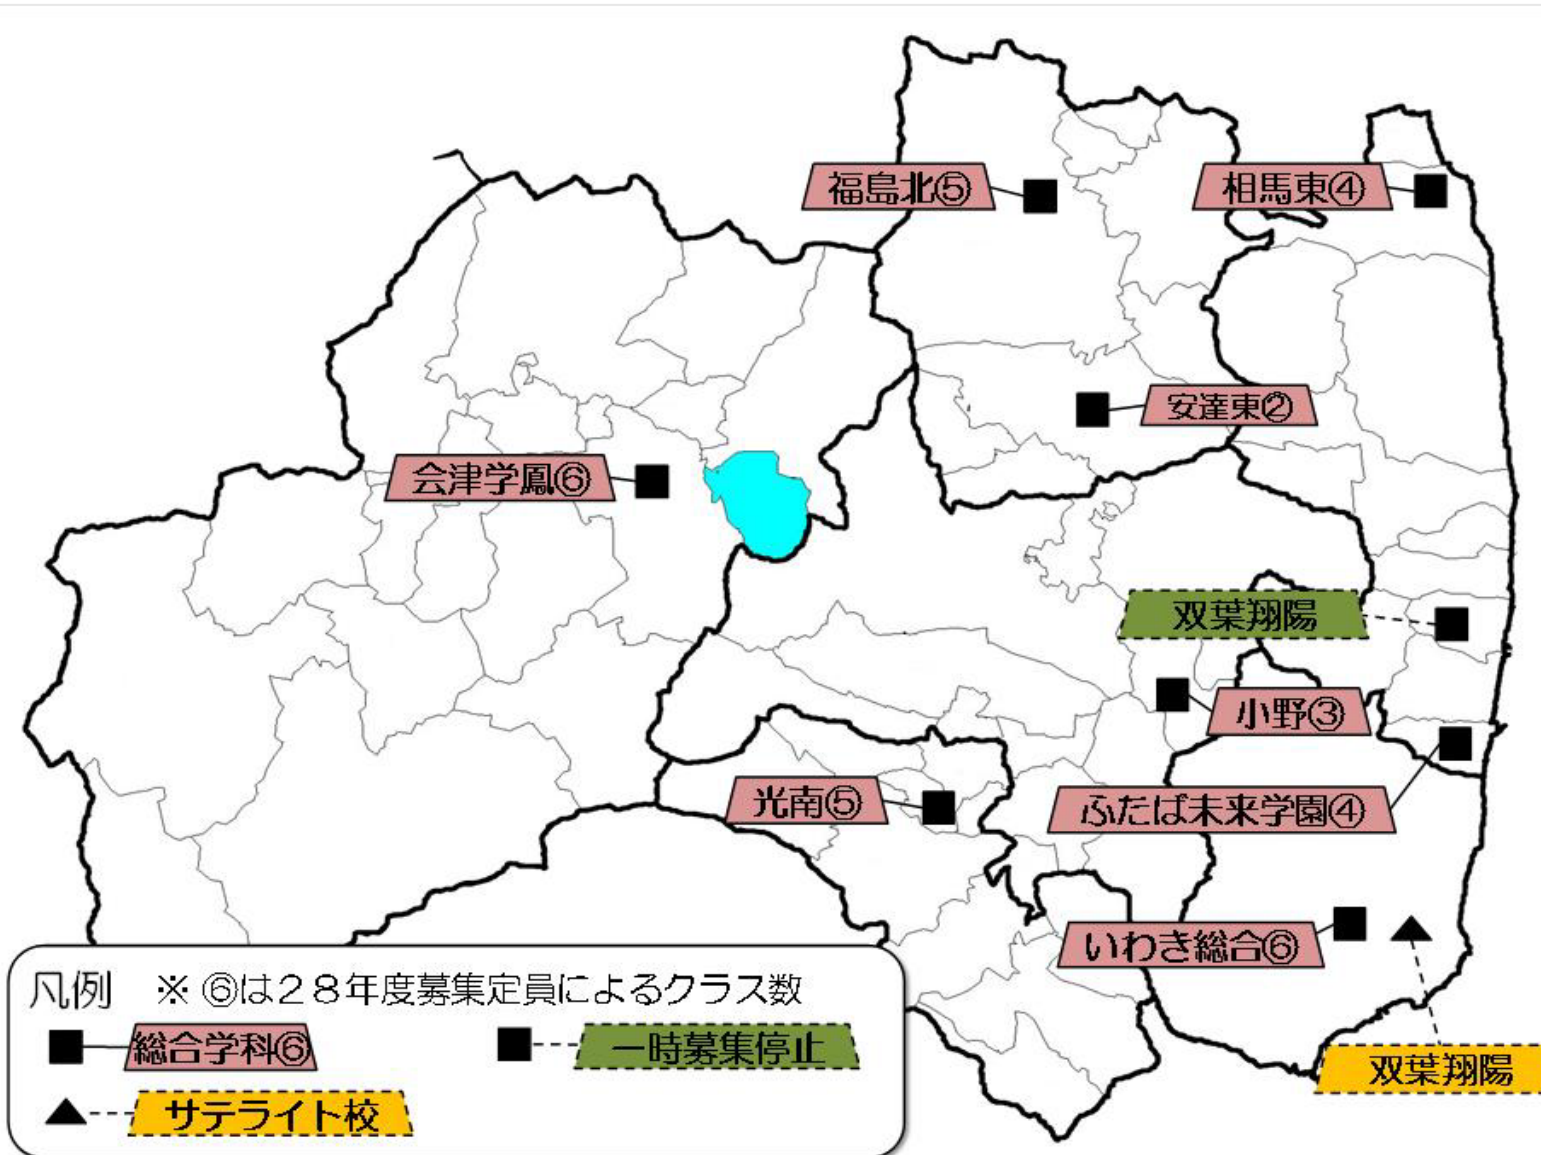 福島北⑤
相馬東④
安達東②
会津学鳳⑥
双葉翔陽
小野③
光南⑤
ふたば未来学園④
いわき総合⑥
凡例 ※ ⑥は２８年度募集定員によるクラス数
総合学科⑥
一時募集停止
双葉翔陽
サテライト校